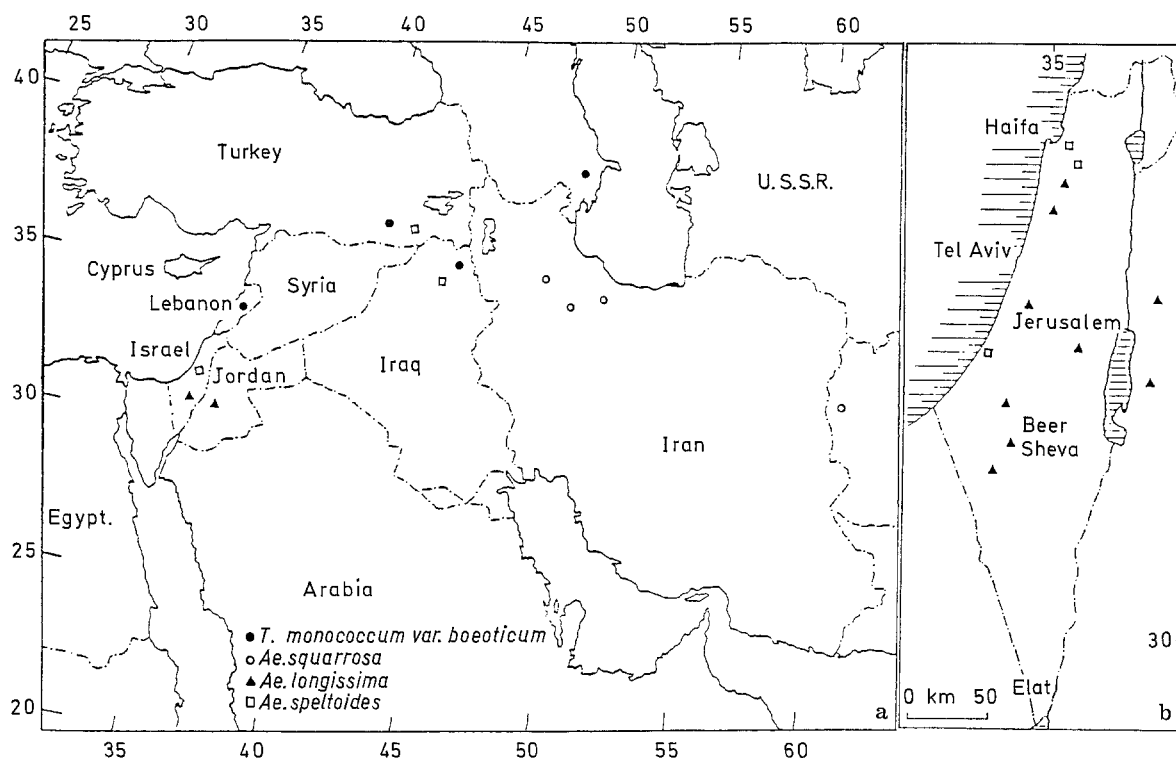 25 30 35 40 45 50 55 60
40
35
30
25
20
35 40 45 50 55 60
Turkey
U.S.S.R.
Cyprus
Syria
Lebanon
Israel
Jordan
Iraq
Iran
Egypt.
Arabia
T. monococcum var. boeoticum
Ae.squarrosa
Ae.longissima
Ae.speltoides
a
35
Haifa
Tel Aviv
Jerusalem
Beer
Sheva
30
Elat
0 km 50
b